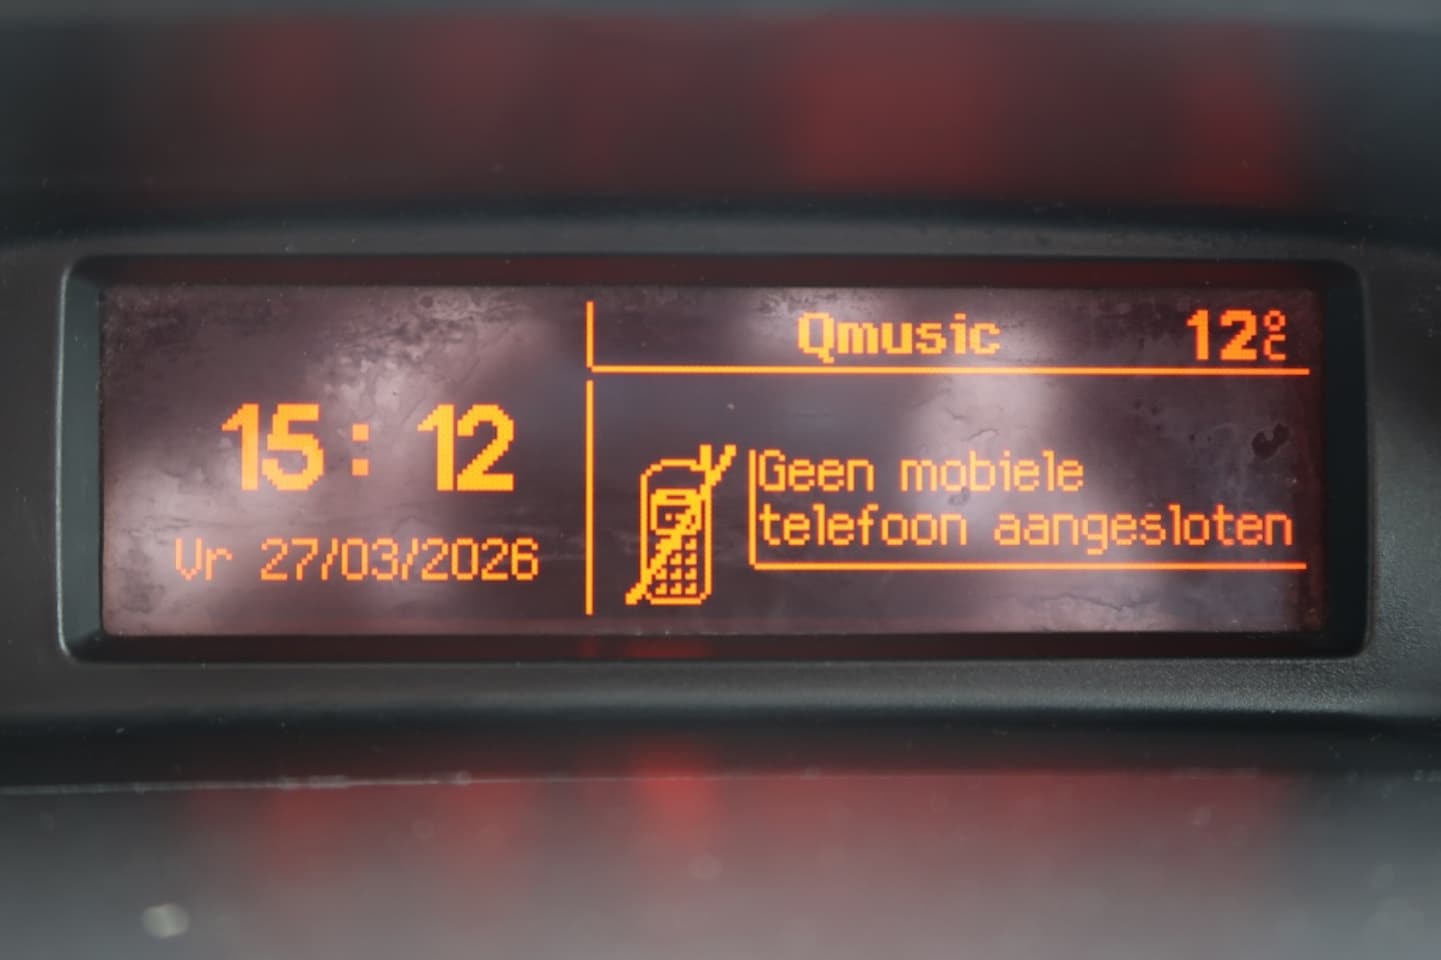 15: 12
Vr 27/03/2026
Qmusic 12°C
Geen mobiele
telefoon aangesloten